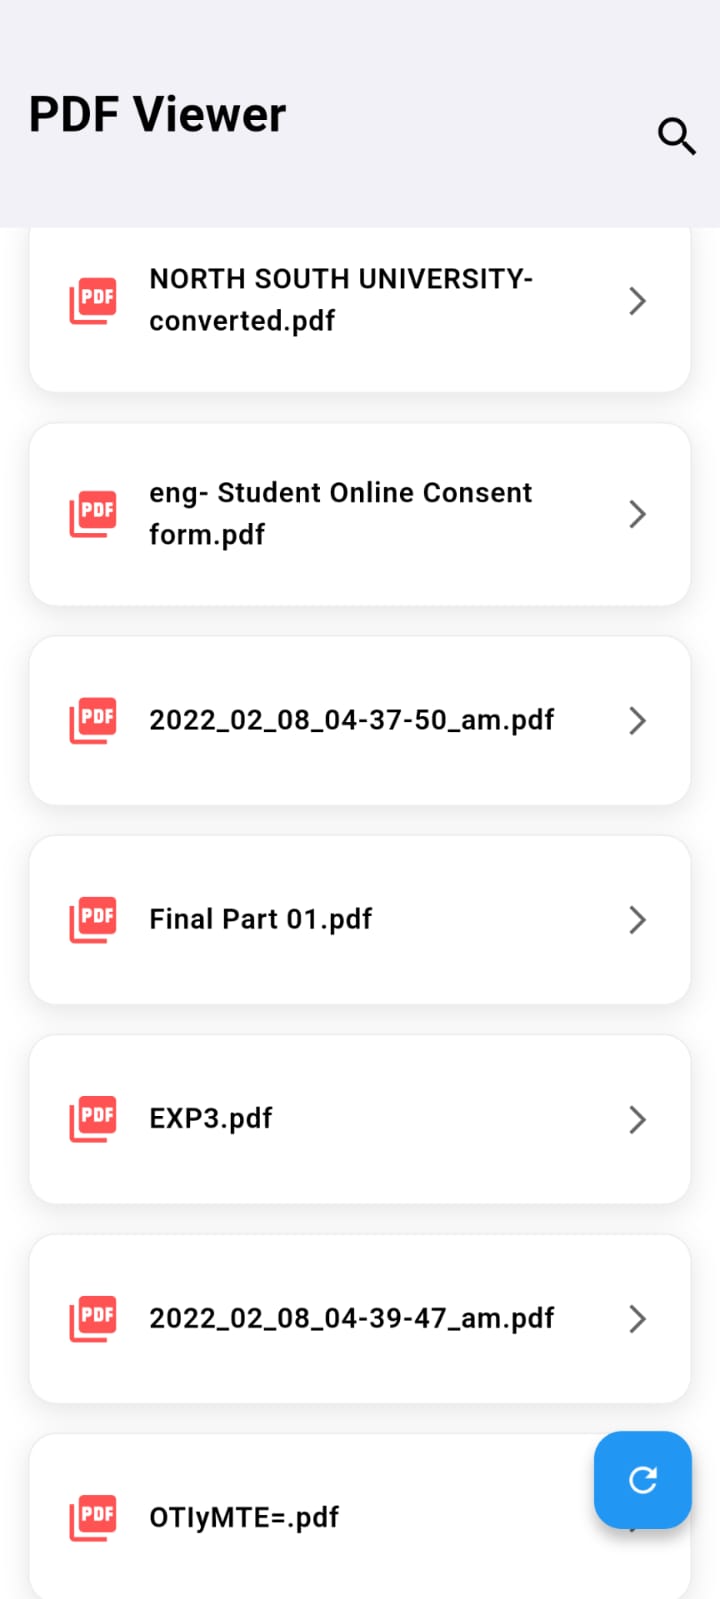 PDF Viewer
PDF
NORTH SOUTH UNIVERSITY-
converted.pdf
PDF
eng- Student Online Consent
form.pdf
PDF
2022_02_08_04-37-50_am.pdf
PDF
Final Part 01.pdf
PDF
EXP3.pdf
PDF
2022_02_08_04-39-47_am.pdf
PDF
OTIyMTE=.pdf